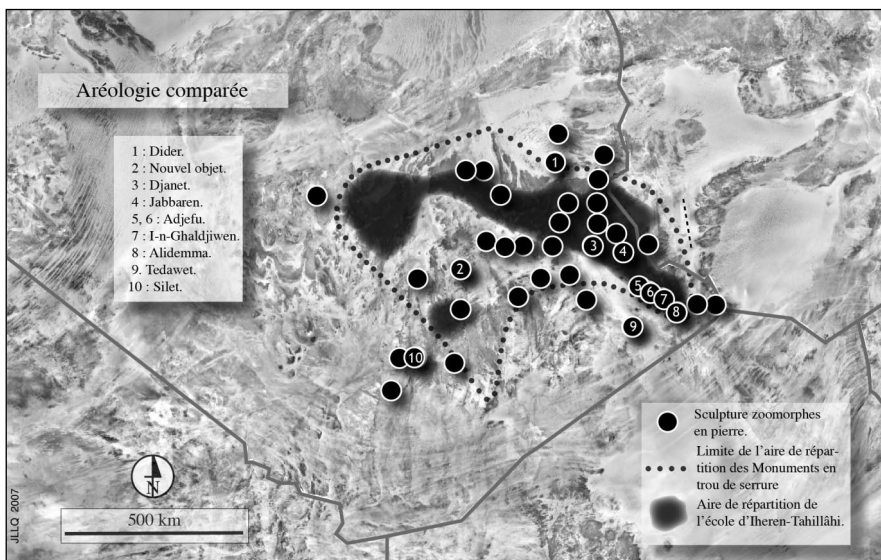 Aréologie comparée
1 : Dider.
2 : Nouvel objet.
3 : Djanet.
4 : Jabbaren.
5, 6 : Adjefu.
7 : I-n-Ghaldjiwen.
8 : Alidemma.
9. Tedawet.
10 : Silet.
1
2
3
4
5
6
7
8
9
10
Sculpture zoomorphes
en pierre.
Limite de l'aire de répar-
tition des Monuments en
trou de serrure
Aire de répartition de
l'école d'Iheren-Tahillâhi.
N
500 km
JLLQ 2007